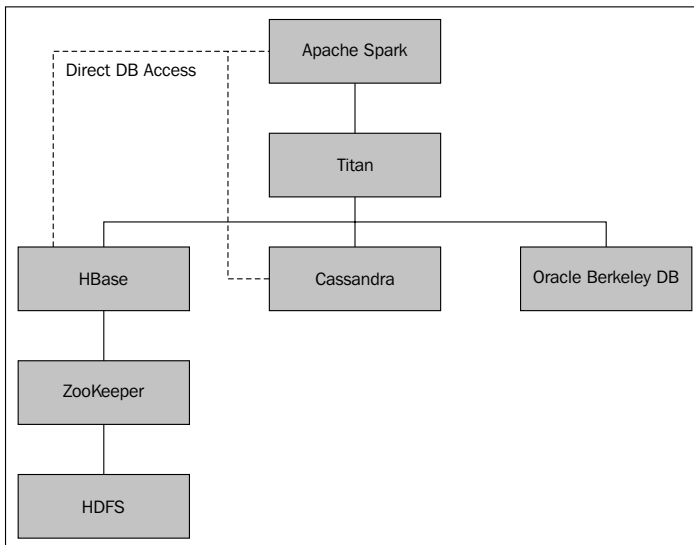 Apache Spark
Direct DB Access
Titan
HBase
Cassandra
Oracle Berkeley DB
ZooKeeper
HDFS